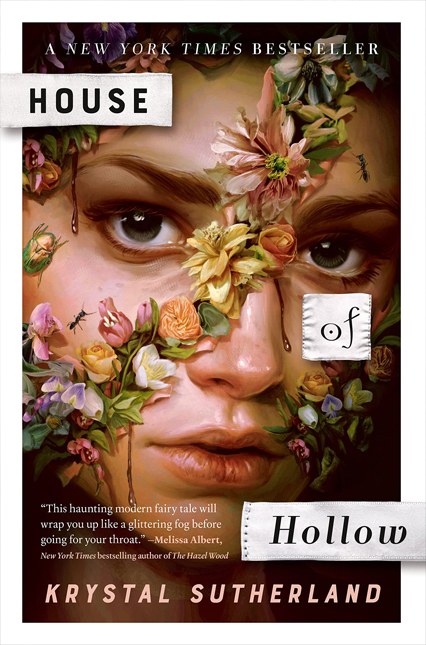 A NEW YORK TIMES BESTSELLER
HOUSE
of
"This haunting modern fairy tale will
wrap you up like a glittering fog before
going for your throat." –Melissa Albert,
New York Times bestselling author of The Hazel Wood
Hollow
KRYSTAL SUTHERLAND